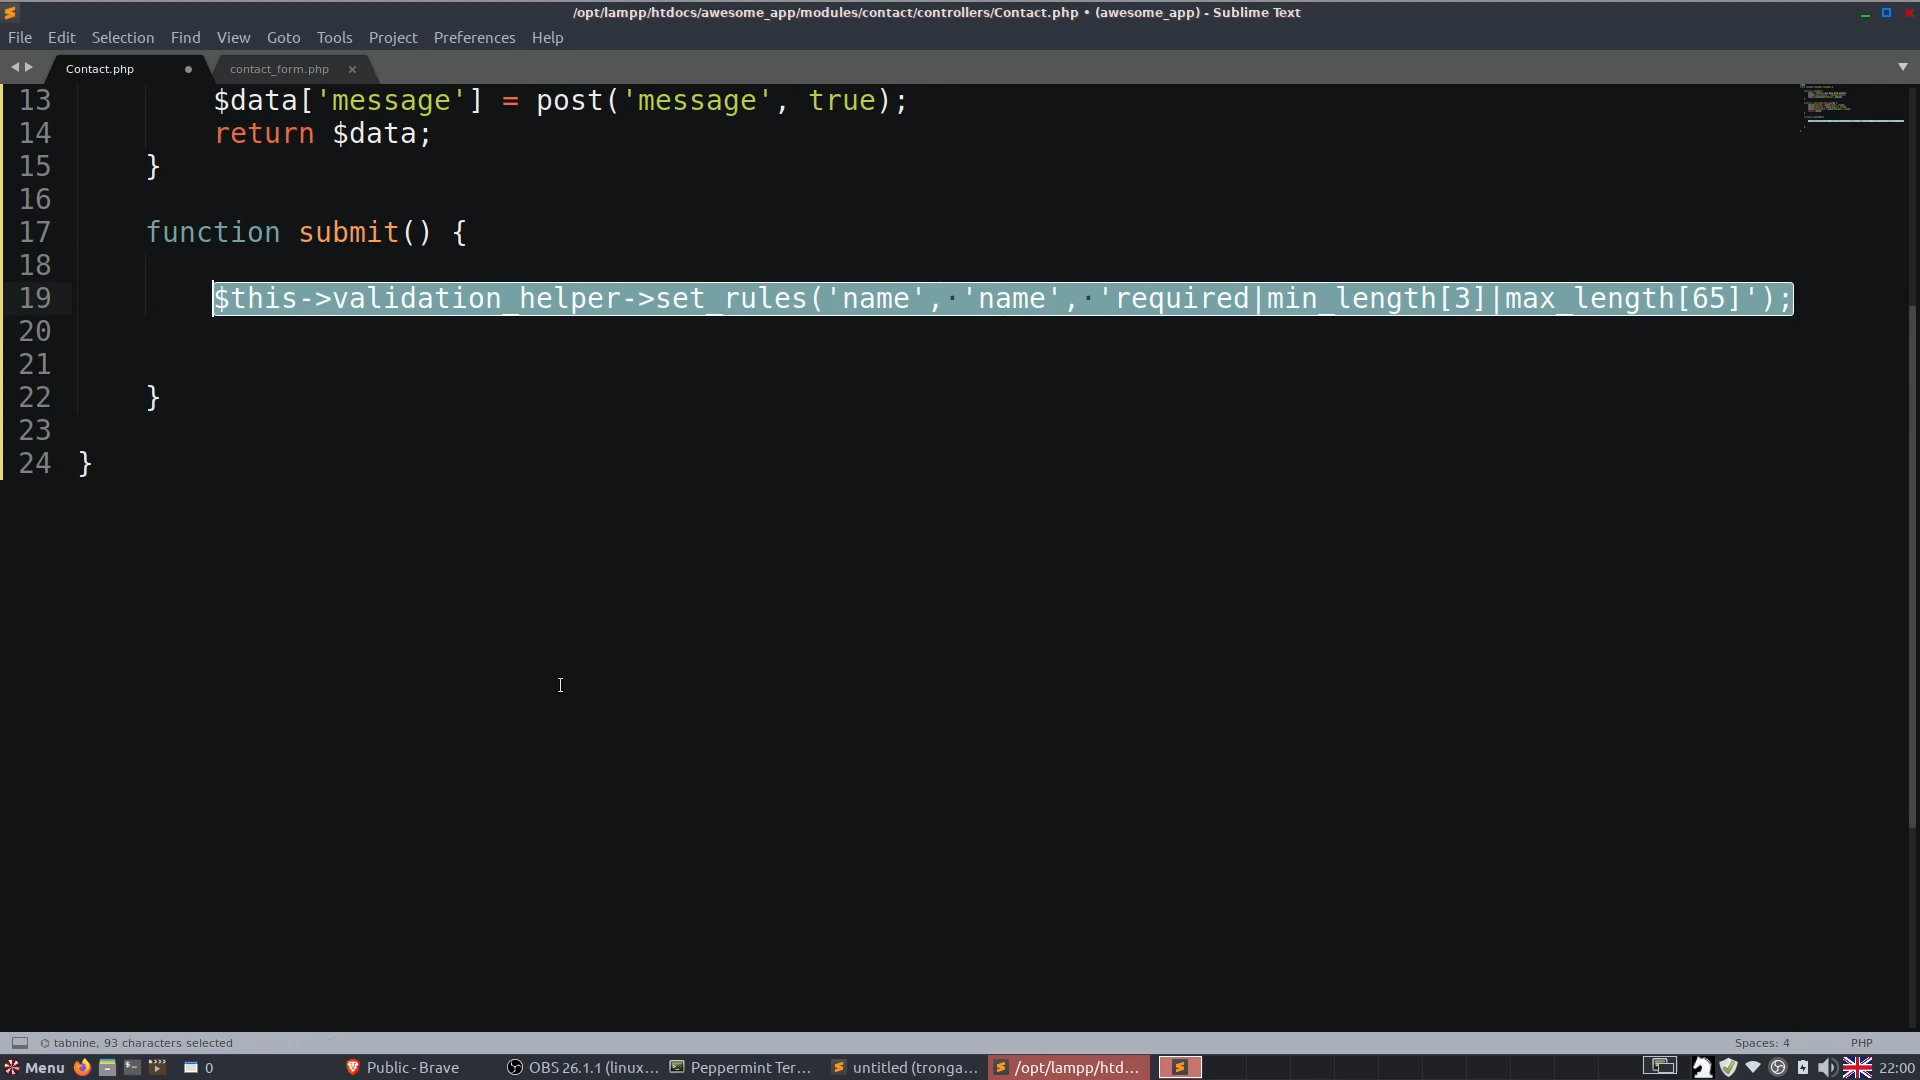 /opt/lampp/htdocs/awesome_app/modules/contact/controllers/Contact.php • (awesome_app) - Sublime Text
File Edit Selection Find View Goto Tools Project Preferences Help
Contact.php contact_form.php
13 $data['message'] = post('message', true);
14 return $data;
15 }
16
17 function submit() {
18
19 $this->validation_helper->set_rules('name', 'name', 'required|min_length[3]|max_length[65]');
20
21
22 }
23
24 }
tabnine, 93 characters selected Spaces: 4 PHP
Menu 0 Public - Brave OBS 26.1.1 (linux... Peppermint Ter... untitled (tronga... /opt/lampp/htd... 22:00